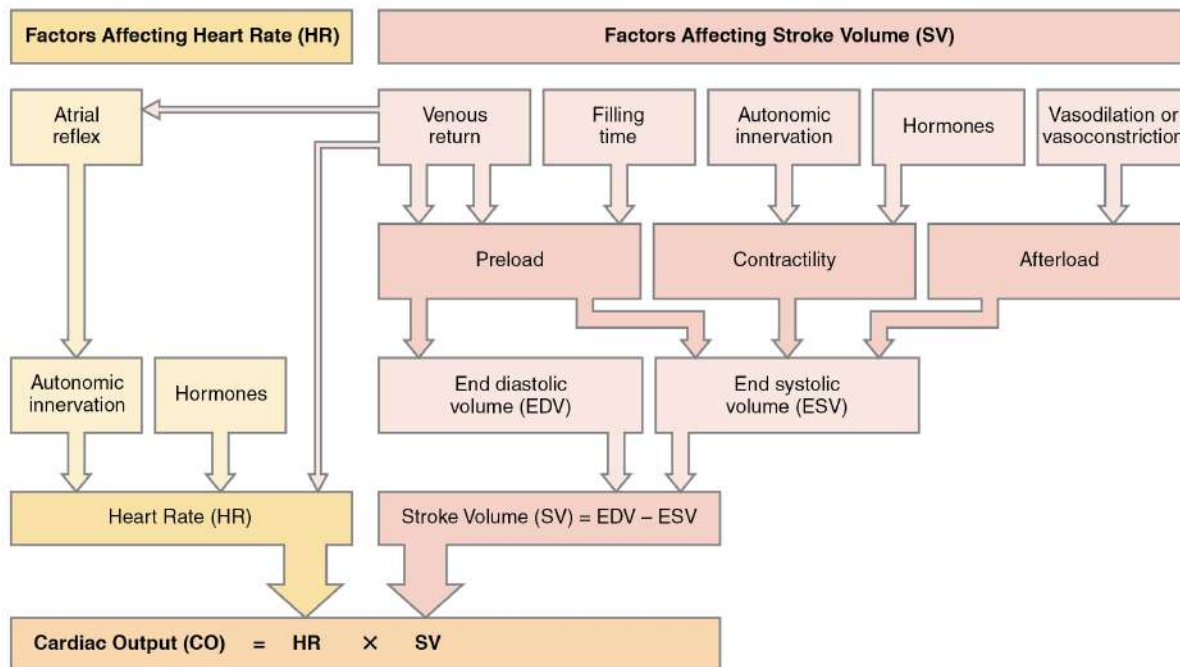 Factors Affecting Heart Rate (HR)
Factors Affecting Stroke Volume (SV)
Atrial
reflex
Venous
return
Filling
time
Autonomic
innervation
Hormones
Vasodilation or
vasoconstriction
Preload
Contractility
Afterload
Autonomic
innervation
Hormones
End diastolic
volume (EDV)
End systolic
volume (ESV)
Heart Rate (HR)
Stroke Volume (SV) = EDV – ESV
Cardiac Output (CO) = HR × SV